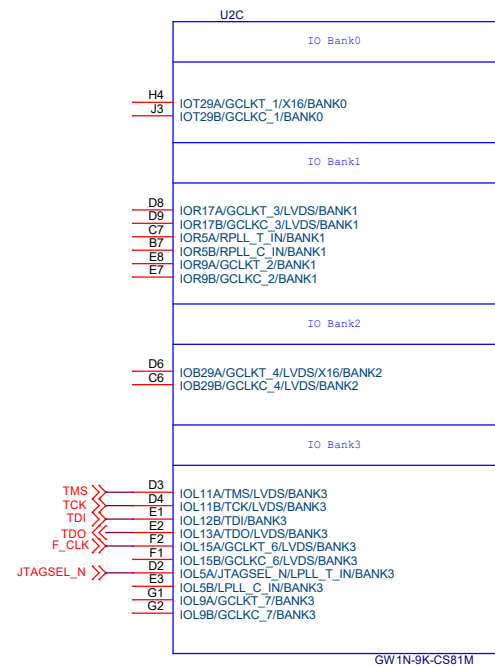 U2C
IO Bank0
H4 IOT29A/GCLKT_1/X16/BANK0
J3 IOT29B/GCLKC_1/BANK0
IO Bank1
D8 IOR17A/GCLKT_3/LVDS/BANK1
D9 IOR17B/GCLKC_3/LVDS/BANK1
C7 IOR5A/RPLL_T_IN/BANK1
B7 IOR5B/RPLL_C_IN/BANK1
E8 IOR9A/GCLKT_2/BANK1
E7 IOR9B/GCLKC_2/BANK1
IO Bank2
D6 IOB29A/GCLKT_4/LVDS/X16/BANK2
C6 IOB29B/GCLKC_4/LVDS/BANK2
IO Bank3
TMS D3 IOL11A/TMS/LVDS/BANK3
TCK D4 IOL11B/TCK/LVDS/BANK3
TDI E1 IOL12B/TDI/BANK3
TDO E2 IOL13A/TDO/LVDS/BANK3
F_CLK F2 IOL15A/GCLKT_6/LVDS/BANK3
F1 IOL15B/GCLKC_6/LVDS/BANK3
JTAGSEL_N D2 IOL5A/JTAGSEL_N/LPLL_T_IN/BANK3
E3 IOL5B/LPLL_C_IN/BANK3
G1 IOL9A/GCLKT_7/BANK3
G2 IOL9B/GCLKC_7/BANK3
GW1N-9K-CS81M